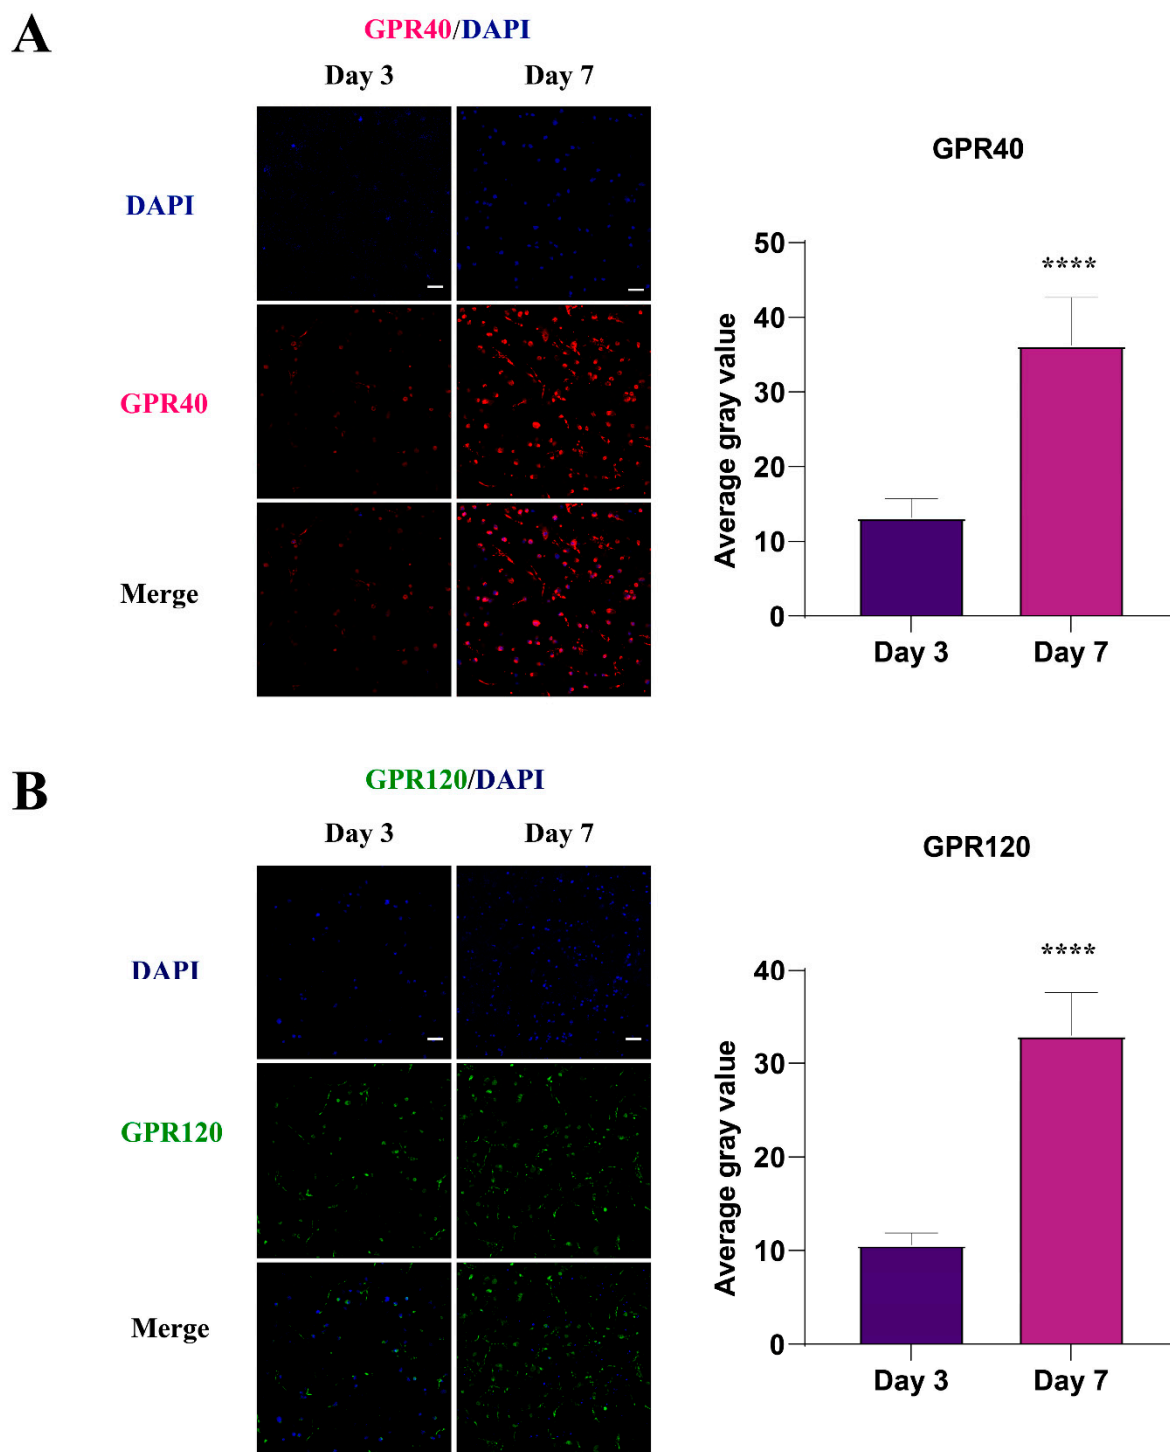 A
GPR40/DAPI
Day 3
Day 7
DAPI
GPR40
Merge
GPR40
Average gray value
50
40
30
20
10
0
****
Day 3
Day 7
B
GPR120/DAPI
Day 3
Day 7
DAPI
GPR120
Merge
GPR120
Average gray value
40
30
20
10
0
****
Day 3
Day 7